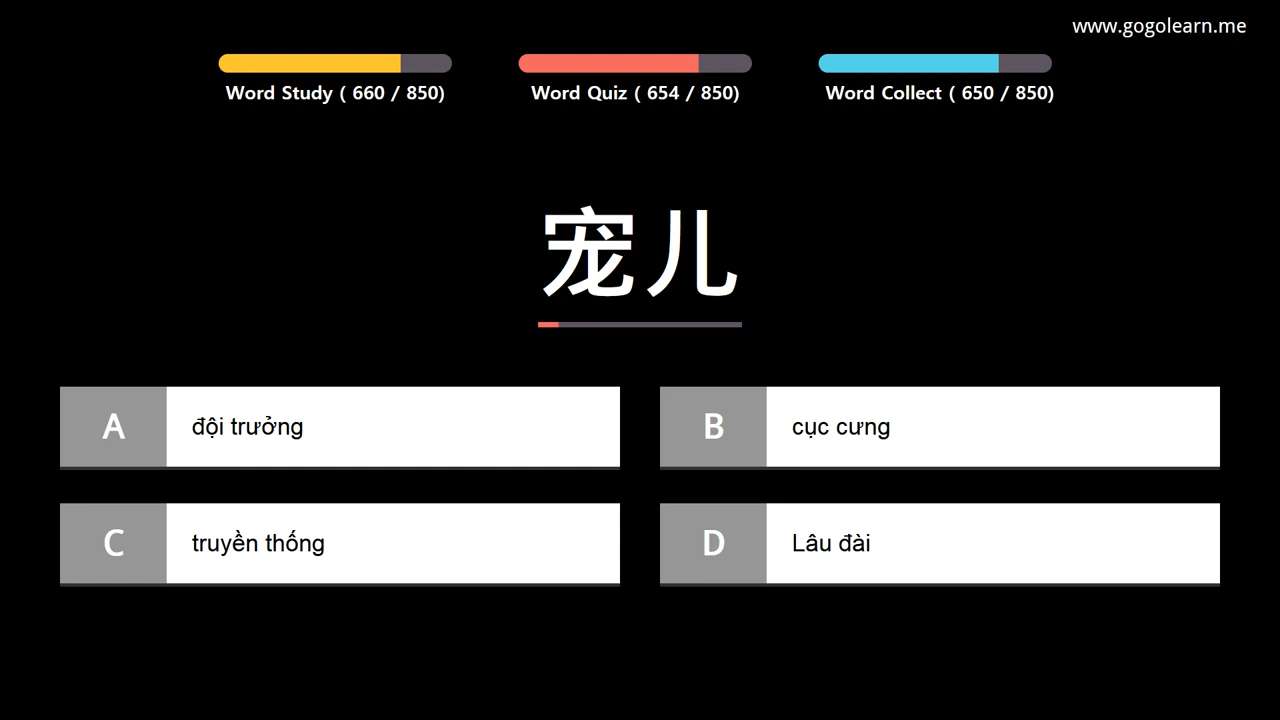 www.gogolearn.me
Word Study ( 660 / 850)
Word Quiz ( 654 / 850)
Word Collect ( 650 / 850)
宠儿
A
đội trưởng
B
cục cưng
C
truyền thống
D
Lâu đài